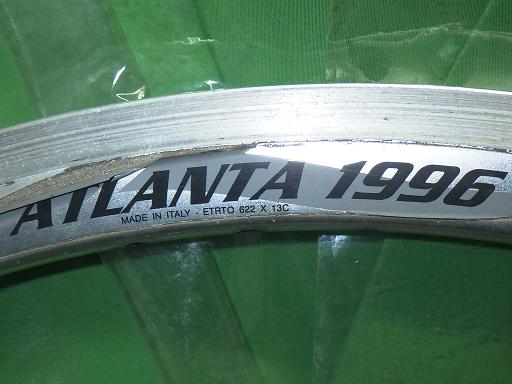 ATLANTA 1996
MADE IN ITALY - ETRTO 622 X 13C